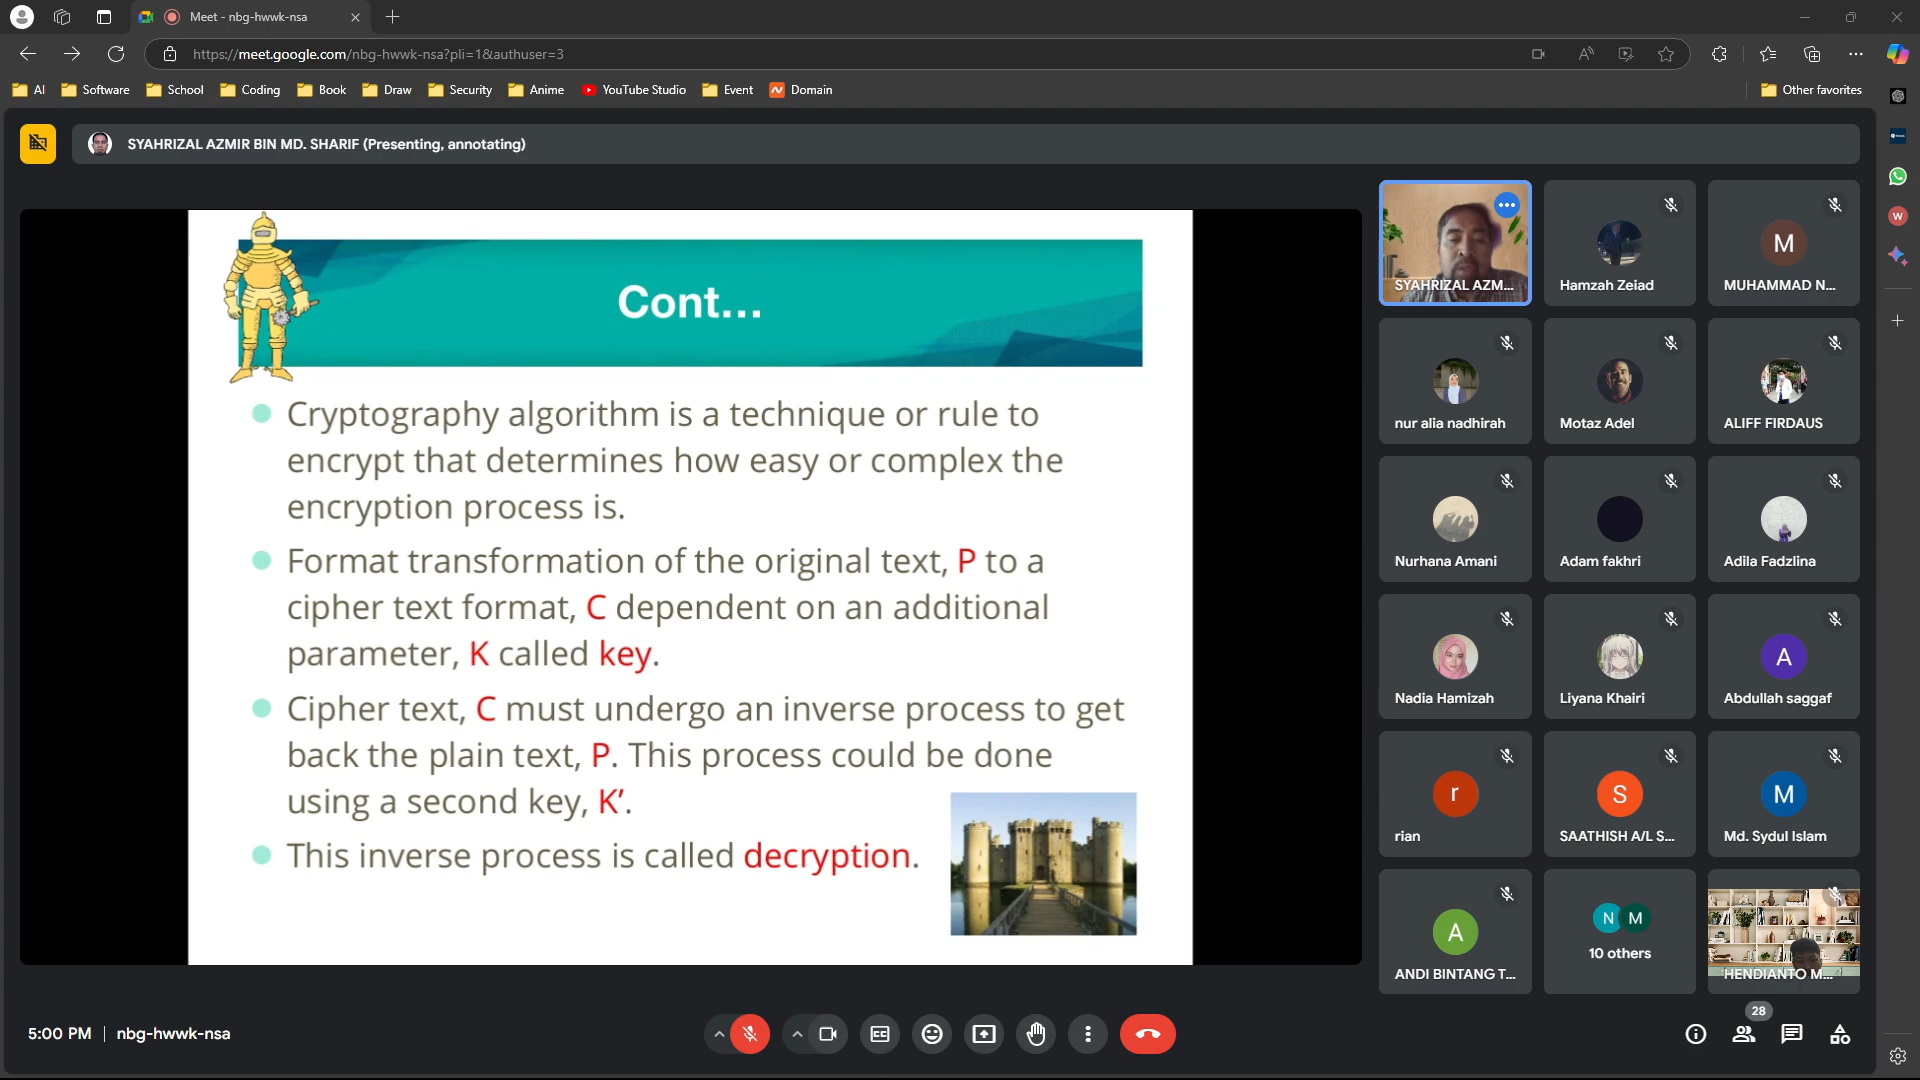 Meet - nbg-hwwk-nsa
https://meet.google.com/nbg-hwwk-nsa?pli=1&authuser=3
AI
Software
School
Coding
Book
Draw
Security
Anime
YouTube Studio
Event
Domain
Other favorites
SYAHRIZAL AZMIR BIN MD. SHARIF (Presenting, annotating)
Cont...
Cryptography algorithm is a technique or rule to
encrypt that determines how easy or complex the
encryption process is.
Format transformation of the original text, P to a
cipher text format, C dependent on an additional
parameter, K called key.
Cipher text, C must undergo an inverse process to get
back the plain text, P. This process could be done
using a second key, K’.
This inverse process is called decryption.
SYAHRIZAL AZM...
Hamzah Zeiad
M
MUHAMMAD N...
nur alia nadhirah
Motaz Adel
ALIFF FIRDAUS
Nurhana Amani
Adam fakhri
Adila Fadzlina
Nadia Hamizah
Liyana Khairi
A
Abdullah saggaf
r
rian
S
SAATHISH A/L S...
M
Md. Sydul Islam
A
ANDI BINTANG T...
N M
10 others
HENDIANTO M...
W
5:00 PM | nbg-hwwk-nsa
CC
28